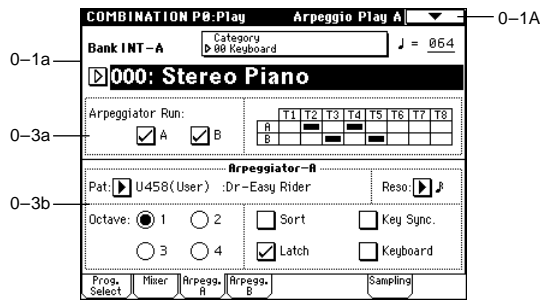 COMBINATION P0:Play Arpeggio Play A
0–1A
Bank INT-A
Category
00 Keyboard
♩ = 064
0–1a
000: Stereo Piano
Arpeggiator Run:
A B
T1 T2 T3 T4 T5 T6 T7 T8
A
B
0–3a
Arpeggiator-A
Pat: U458(User) :Dr-Easy Rider Reso: ♪
0–3b
Octave: 1 2 Sort Key Sync.
3 4 Latch Keyboard
Prog. Select Mixer Arpegg. A Arpegg. B Sampling